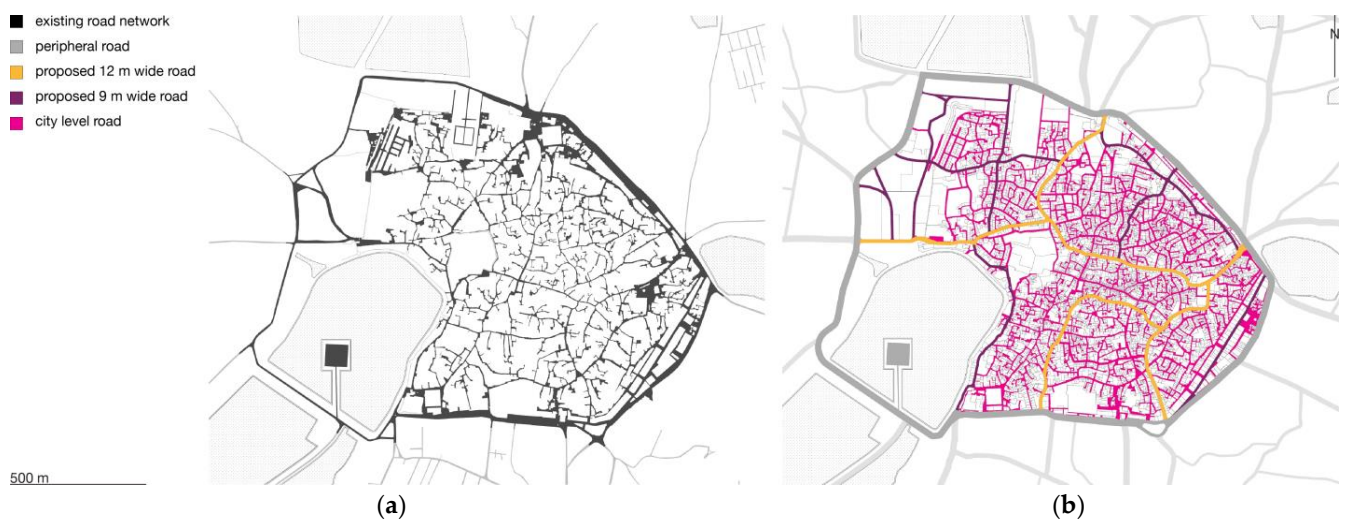 existing road network
peripheral road
proposed 12 m wide road
proposed 9 m wide road
city level road
N
500 m
(a)
(b)